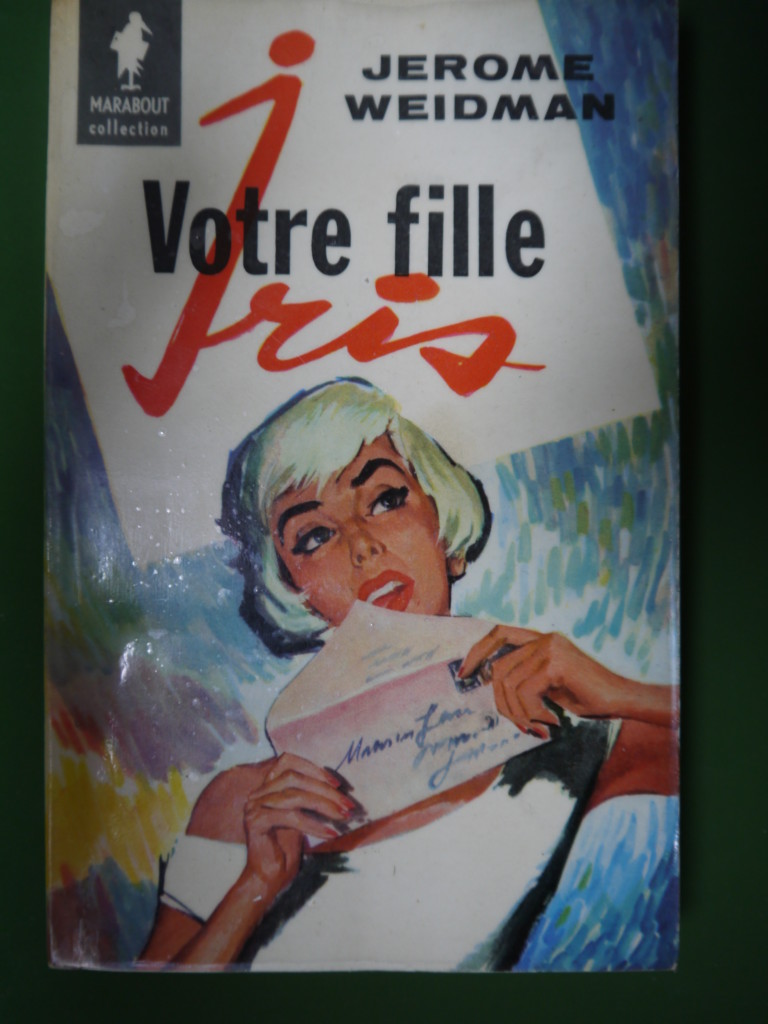 MARABOUT
collection
JEROME
WEIDMAN
Votre fille
Iris